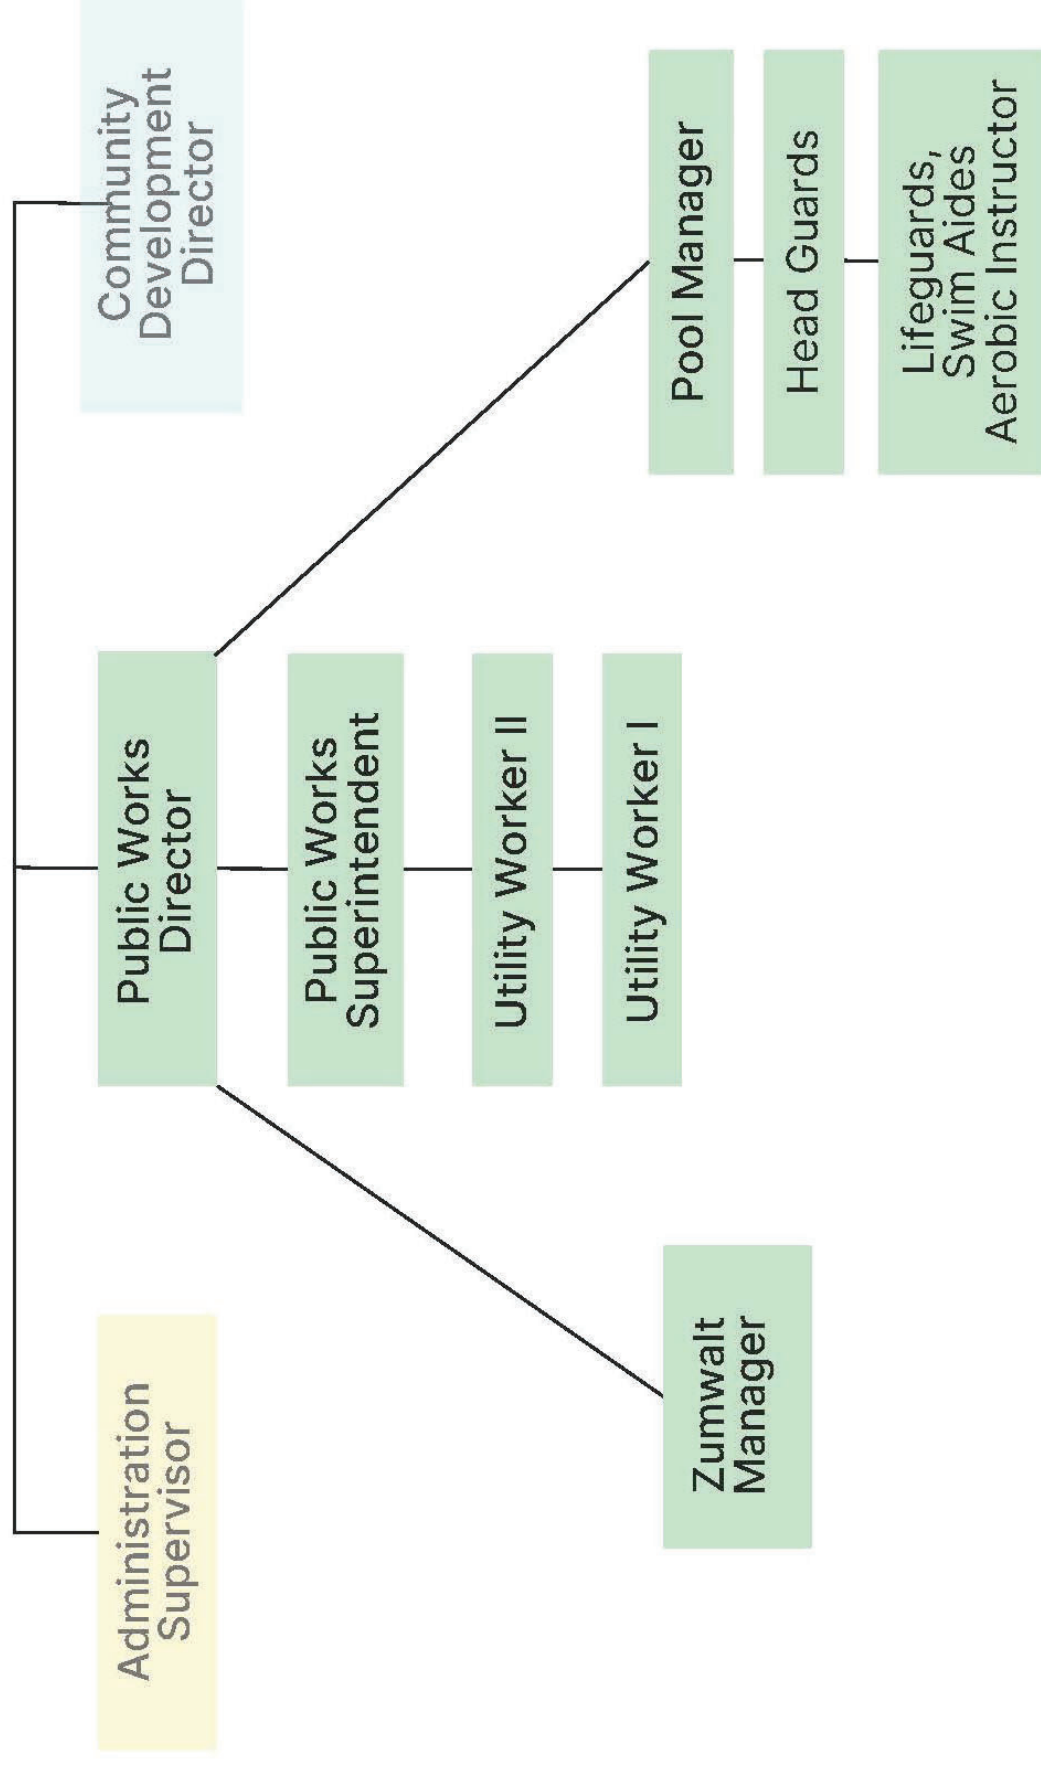 Administration
Supervisor
Public Works
Director
Community
Development
Director
Public Works
Superintendent
Utility Worker II
Utility Worker I
Zumwalt
Manager
Pool Manager
Head Guards
Lifeguards,
Swim Aides
Aerobic Instructor